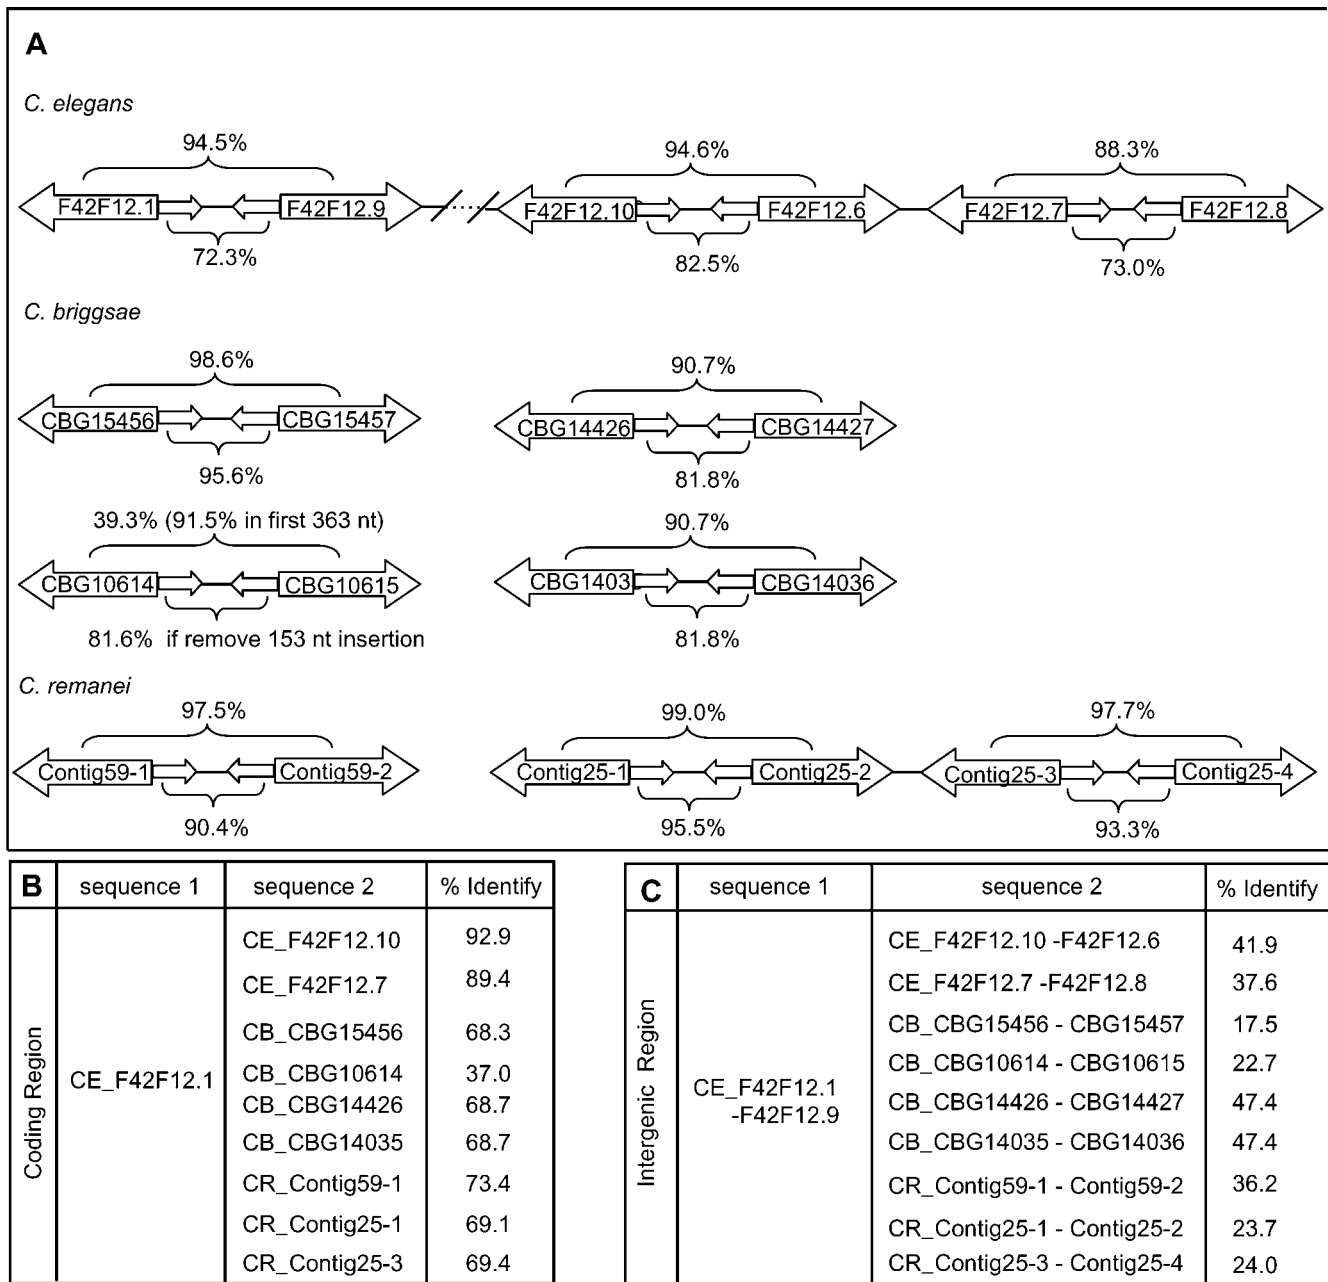 A
C. elegans
94.5% 94.6% 88.3%
F42F12.1 F42F12.9 F42F12.10 F42F12.6 F42F12.7 F42F12.8
72.3% 82.5% 73.0%
C. briggsae
98.6% 90.7%
CBG15456 CBG15457 CBG14426 CBG14427
95.6% 81.8%
39.3% (91.5% in first 363 nt) 90.7%
CBG10614 CBG10615 CBG1403 CBG14036
81.6% if remove 153 nt insertion 81.8%
C. remanei
97.5% 99.0% 97.7%
Contig59-1 Contig59-2 Contig25-1 Contig25-2 Contig25-3 Contig25-4
90.4% 95.5% 93.3%
B sequence 1 sequence 2 % Identify
Coding Region
CE_F42F12.1
CE_F42F12.10 92.9
CE_F42F12.7 89.4
CB_CBG15456 68.3
CB_CBG10614 37.0
CB_CBG14426 68.7
CB_CBG14035 68.7
CR_Contig59-1 73.4
CR_Contig25-1 69.1
CR_Contig25-3 69.4
C sequence 1 sequence 2 % Identify
Intergenic Region
CE_F42F12.1
-F42F12.9
CE_F42F12.10 -F42F12.6 41.9
CE_F42F12.7 -F42F12.8 37.6
CB_CBG15456 - CBG15457 17.5
CB_CBG10614 - CBG10615 22.7
CB_CBG14426 - CBG14427 47.4
CB_CBG14035 - CBG14036 47.4
CR_Contig59-1 - Contig59-2 36.2
CR_Contig25-1 - Contig25-2 23.7
CR_Contig25-3 - Contig25-4 24.0